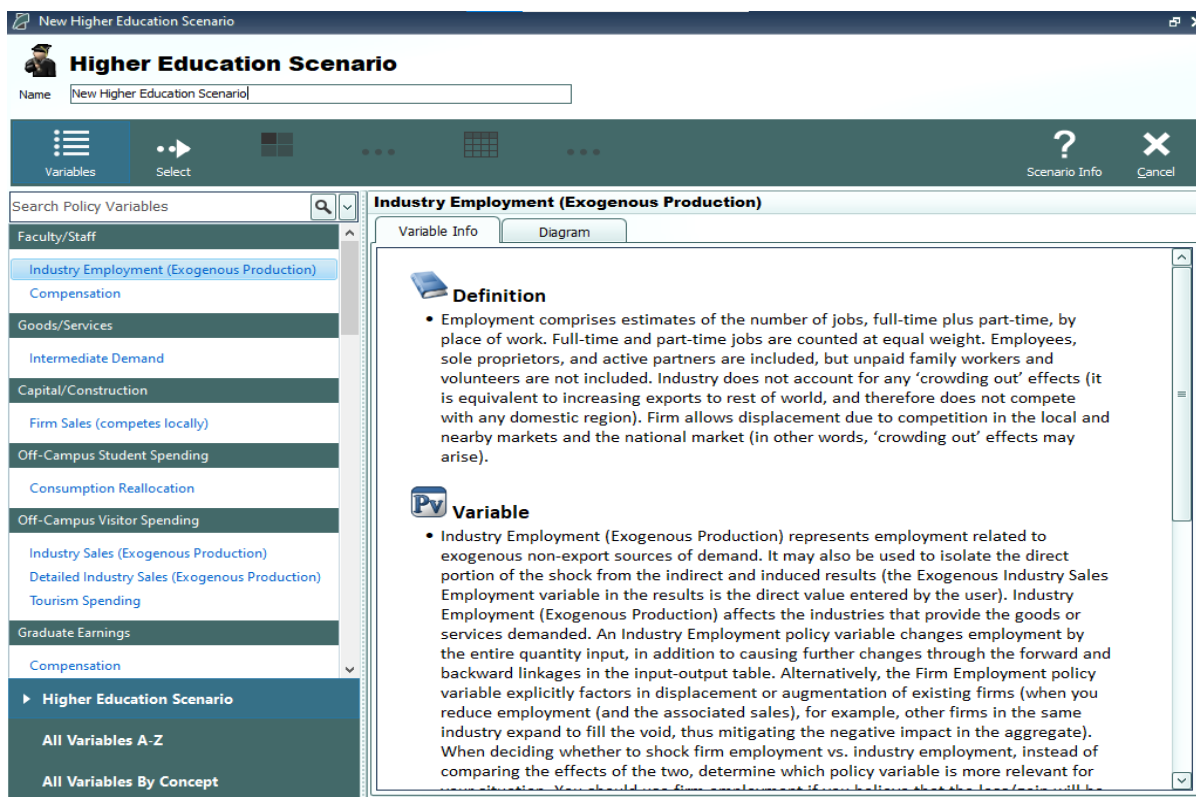 New Higher Education Scenario
Higher Education Scenario
Name New Higher Education Scenario
Variables
Select
Scenario Info
Cancel
Search Policy Variables
Faculty/Staff
Industry Employment (Exogenous Production)
Compensation
Goods/Services
Intermediate Demand
Capital/Construction
Firm Sales (competes locally)
Off-Campus Student Spending
Consumption Reallocation
Off-Campus Visitor Spending
Industry Sales (Exogenous Production)
Detailed Industry Sales (Exogenous Production)
Tourism Spending
Graduate Earnings
Compensation
Higher Education Scenario
All Variables A-Z
All Variables By Concept
Industry Employment (Exogenous Production)
Variable Info
Diagram
Definition
• Employment comprises estimates of the number of jobs, full-time plus part-time, by
place of work. Full-time and part-time jobs are counted at equal weight. Employees,
sole proprietors, and active partners are included, but unpaid family workers and
volunteers are not included. Industry does not account for any ‘crowding out’ effects (it
is equivalent to increasing exports to rest of world, and therefore does not compete
with any domestic region). Firm allows displacement due to competition in the local and
nearby markets and the national market (in other words, ‘crowding out’ effects may
arise).
Pv Variable
• Industry Employment (Exogenous Production) represents employment related to
exogenous non-export sources of demand. It may also be used to isolate the direct
portion of the shock from the indirect and induced results (the Exogenous Industry Sales
Employment variable in the results is the direct value entered by the user). Industry
Employment (Exogenous Production) affects the industries that provide the goods or
services demanded. An Industry Employment policy variable changes employment by
the entire quantity input, in addition to causing further changes through the forward and
backward linkages in the input-output table. Alternatively, the Firm Employment policy
variable explicitly factors in displacement or augmentation of existing firms (when you
reduce employment (and the associated sales), for example, other firms in the same
industry expand to fill the void, thus mitigating the negative impact in the aggregate).
When deciding whether to shock firm employment vs. industry employment, instead of
comparing the effects of the two, determine which policy variable is more relevant for
your situation. You should use firm employment if you believe that the loss/gain will be